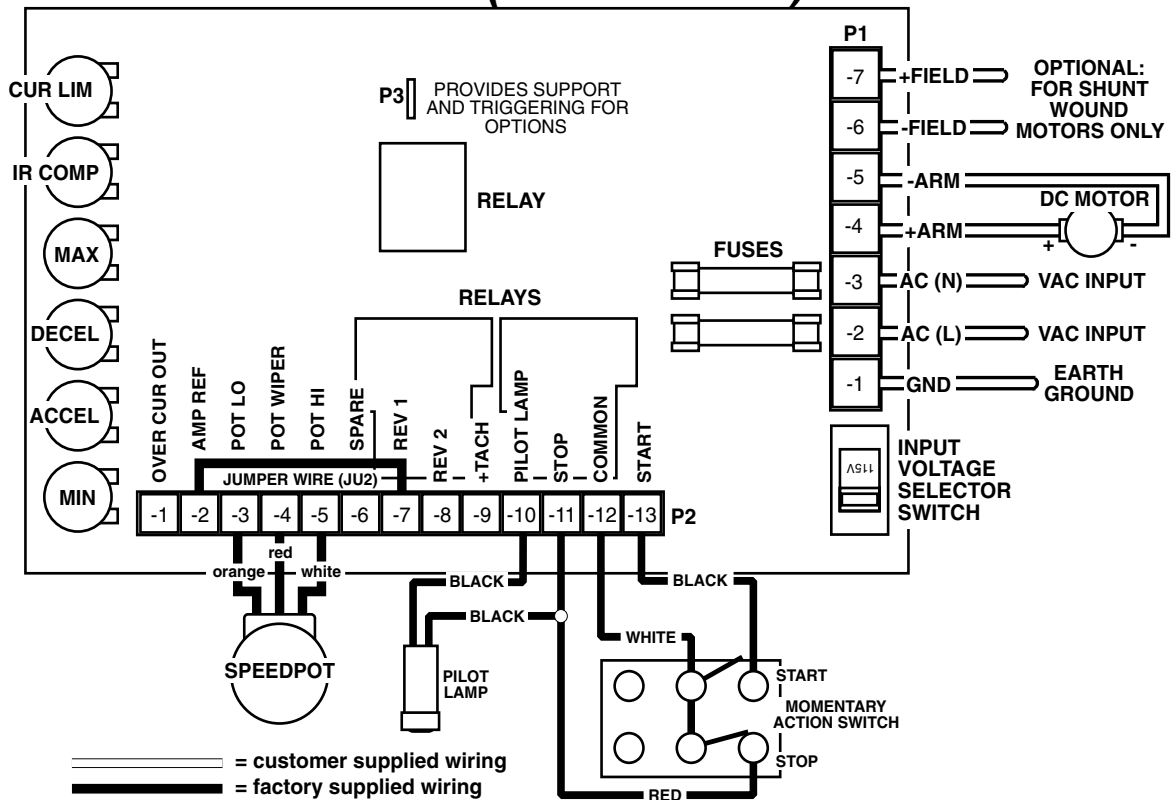 P1
-7
+FIELD
-6
-FIELD
OPTIONAL:
FOR SHUNT
WOUND
MOTORS ONLY
-5
-ARM
DC MOTOR
-4
+ARM
+
-
-3
AC (N)
VAC INPUT
-2
AC (L)
VAC INPUT
-1
GND
EARTH
GROUND
CUR LIM
IR COMP
MAX
DECEL
ACCEL
MIN
P3
PROVIDES SUPPORT
AND TRIGGERING FOR
OPTIONS
RELAY
FUSES
RELAYS
115V
INPUT
VOLTAGE
SELECTOR
SWITCH
OVER CUR OUT
AMP REF
POT LO
POT WIPER
POT HI
SPARE
REV 1
REV 2
+TACH
PILOT LAMP
STOP
COMMON
START
JUMPER WIRE (JU2)
-1 -2 -3 -4 -5 -6 -7 -8 -9 -10 -11 -12 -13 P2
orange
red
white
SPEEDPOT
BLACK
BLACK
PILOT
LAMP
BLACK
WHITE
START
MOMENTARY
ACTION SWITCH
STOP
RED
= customer supplied wiring
= factory supplied wiring